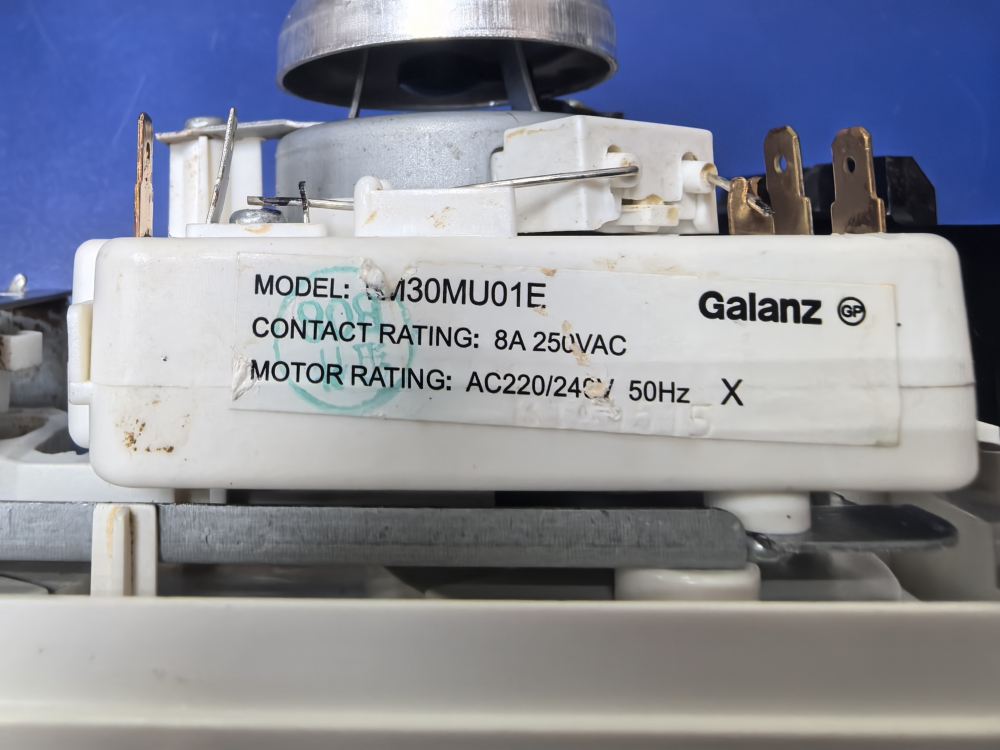 MODEL: M30MU01E
Galanz GP
CONTACT RATING: 8A 250VAC
MOTOR RATING: AC220/240V 50Hz X